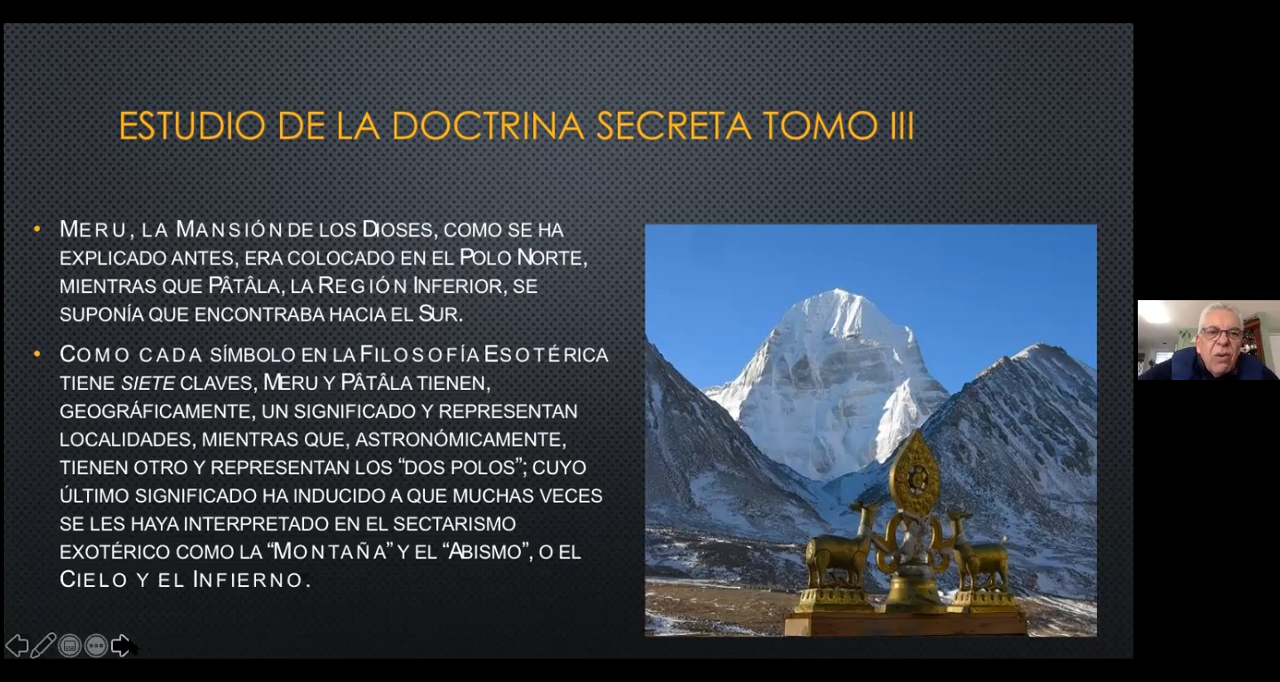 ESTUDIO DE LA DOCTRINA SECRETA TOMO III
• MERU, LA MANSIÓN DE LOS DIOSES, COMO SE HA
EXPLICADO ANTES, ERA COLOCADO EN EL POLO NORTE,
MIENTRAS QUE PÂTÂLA, LA REGIÓN INFERIOR, SE
SUPONÍA QUE ENCONTRABA HACIA EL SUR.
• COMO CADA SÍMBOLO EN LA FILOSOFÍA ESOTÉRICA
TIENE SIETE CLAVES, MERU Y PÂTÂLA TIENEN,
GEOGRÁFICAMENTE, UN SIGNIFICADO Y REPRESENTAN
LOCALIDADES, MIENTRAS QUE, ASTRONÓMICAMENTE,
TIENEN OTRO Y REPRESENTAN LOS “DOS POLOS”; CUYO
ÚLTIMO SIGNIFICADO HA INDUCIDO A QUE MUCHAS VECES
SE LES HAYA INTERPRETADO EN EL SECTARISMO
EXOTÉRICO COMO LA “MONTAÑA” Y EL “ABISMO”, O EL
CIELO Y EL INFIERNO.